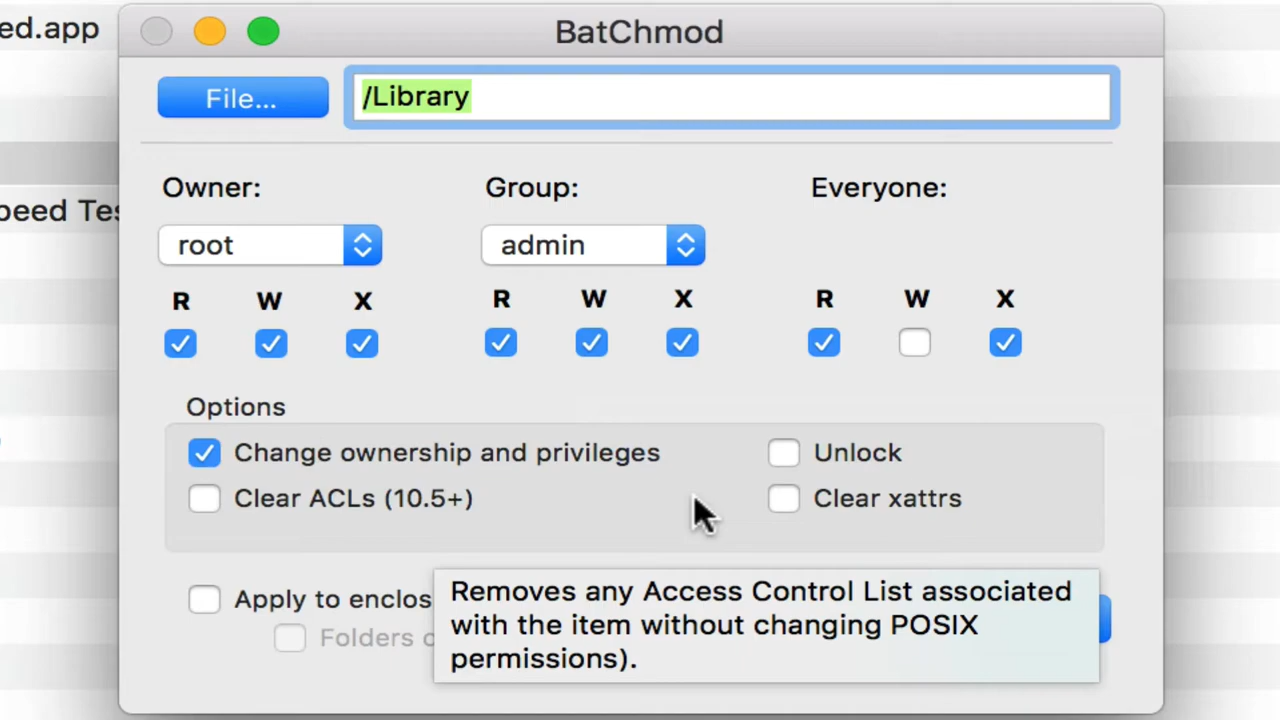 ed.app
BatChmod
File...
/Library
Owner:
Group:
Everyone:
peed Tes
root
admin
R W X
R W X
R W X
Options
Change ownership and privileges
Unlock
Clear ACLs (10.5+)
Clear xattrs
Apply to enclos
Folders o
Removes any Access Control List associated
with the item without changing POSIX
permissions).